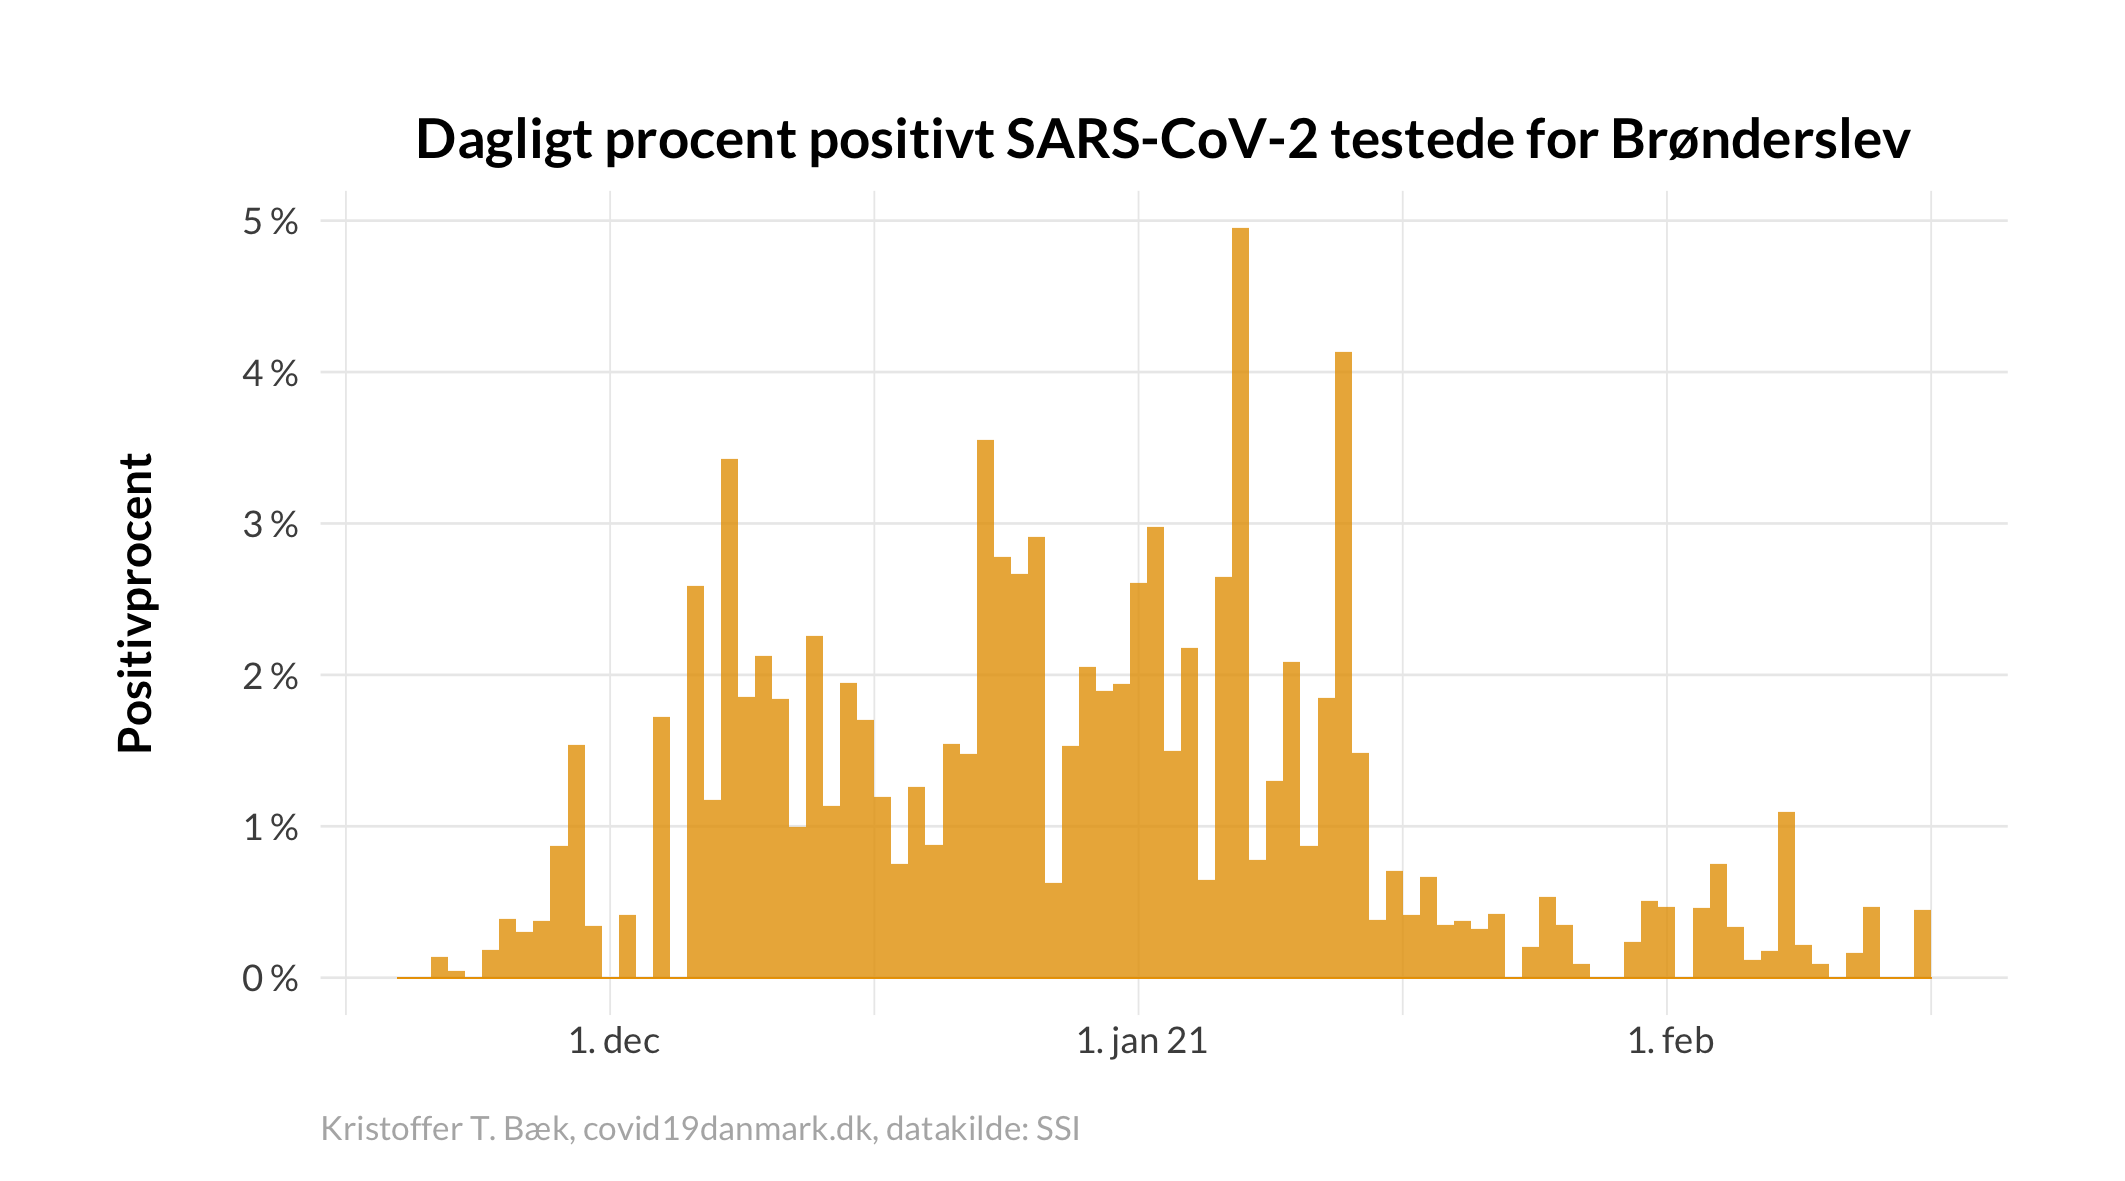 Dagligt procent positivt SARS-CoV-2 testede for Brønderslev
Positivprocent
5 %
4 %
3 %
2 %
1 %
0 %
1. dec
1. jan 21
1. feb
Kristoffer T. Bæk, covid19danmark.dk, datakilde: SSI